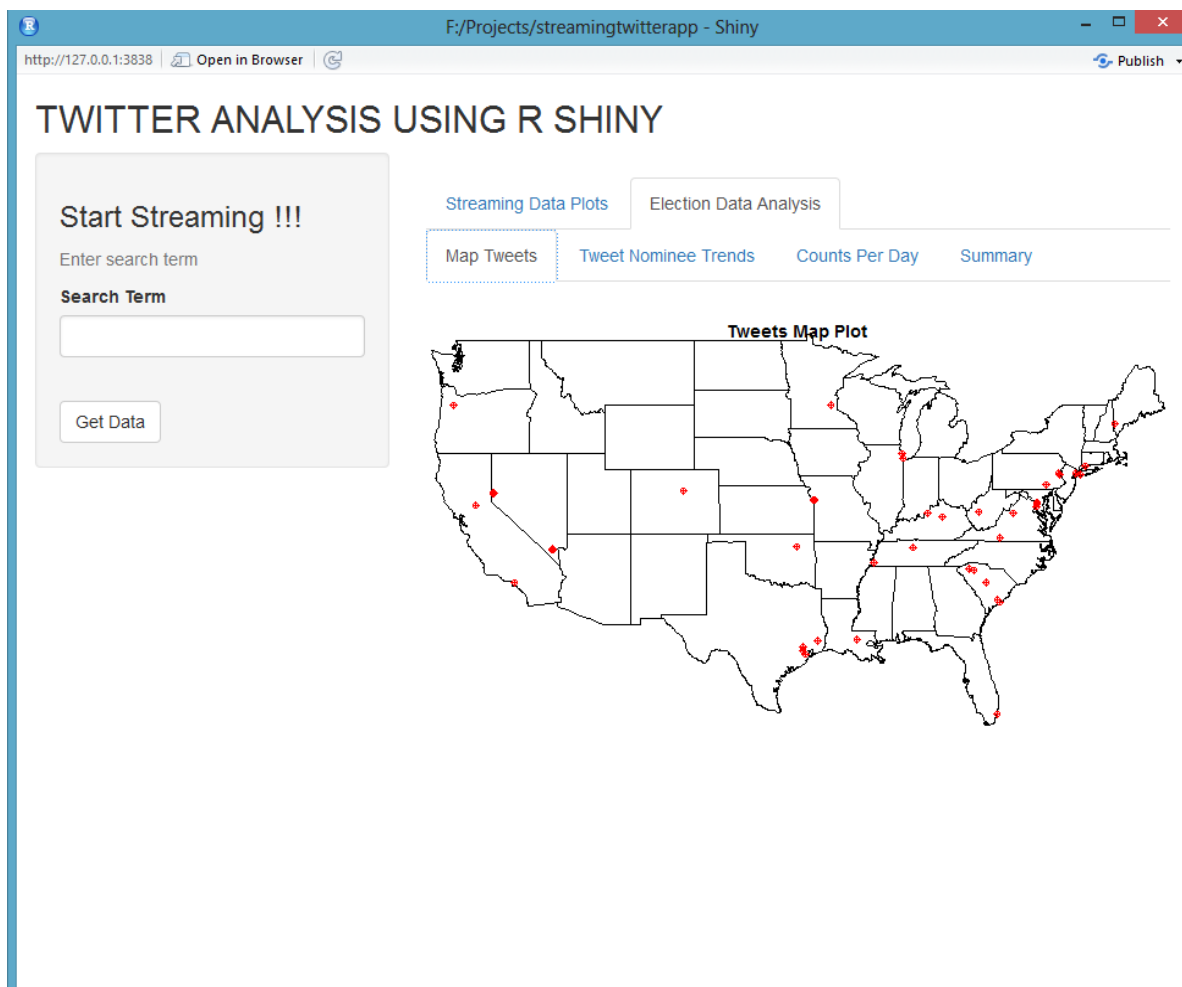 R
F:/Projects/streamingtwitterapp - Shiny
http://127.0.0.1:3838 Open in Browser Publish
TWITTER ANALYSIS USING R SHINY
Start Streaming !!!
Enter search term
Search Term
Get Data
Streaming Data Plots Election Data Analysis
Map Tweets Tweet Nominee Trends Counts Per Day Summary
Tweets Map Plot